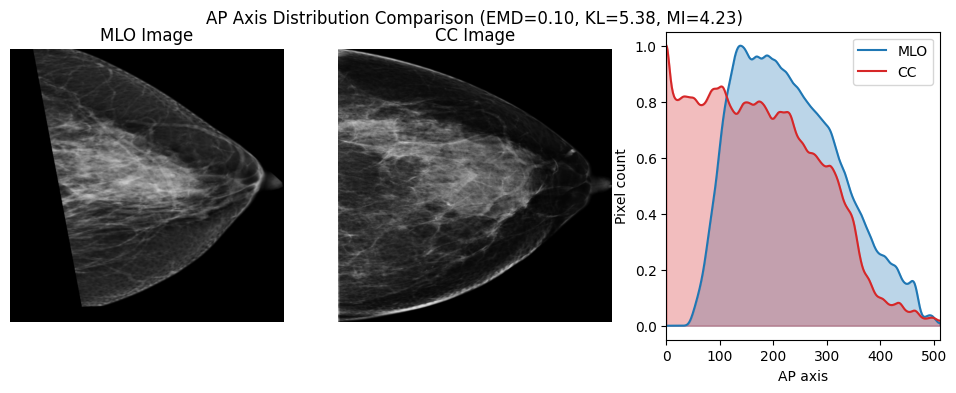 AP Axis Distribution Comparison (EMD=0.10, KL=5.38, MI=4.23)
MLO Image
CC Image
MLO
CC
Pixel count
1.0
0.8
0.6
0.4
0.2
0.0
0 100 200 300 400 500
AP axis